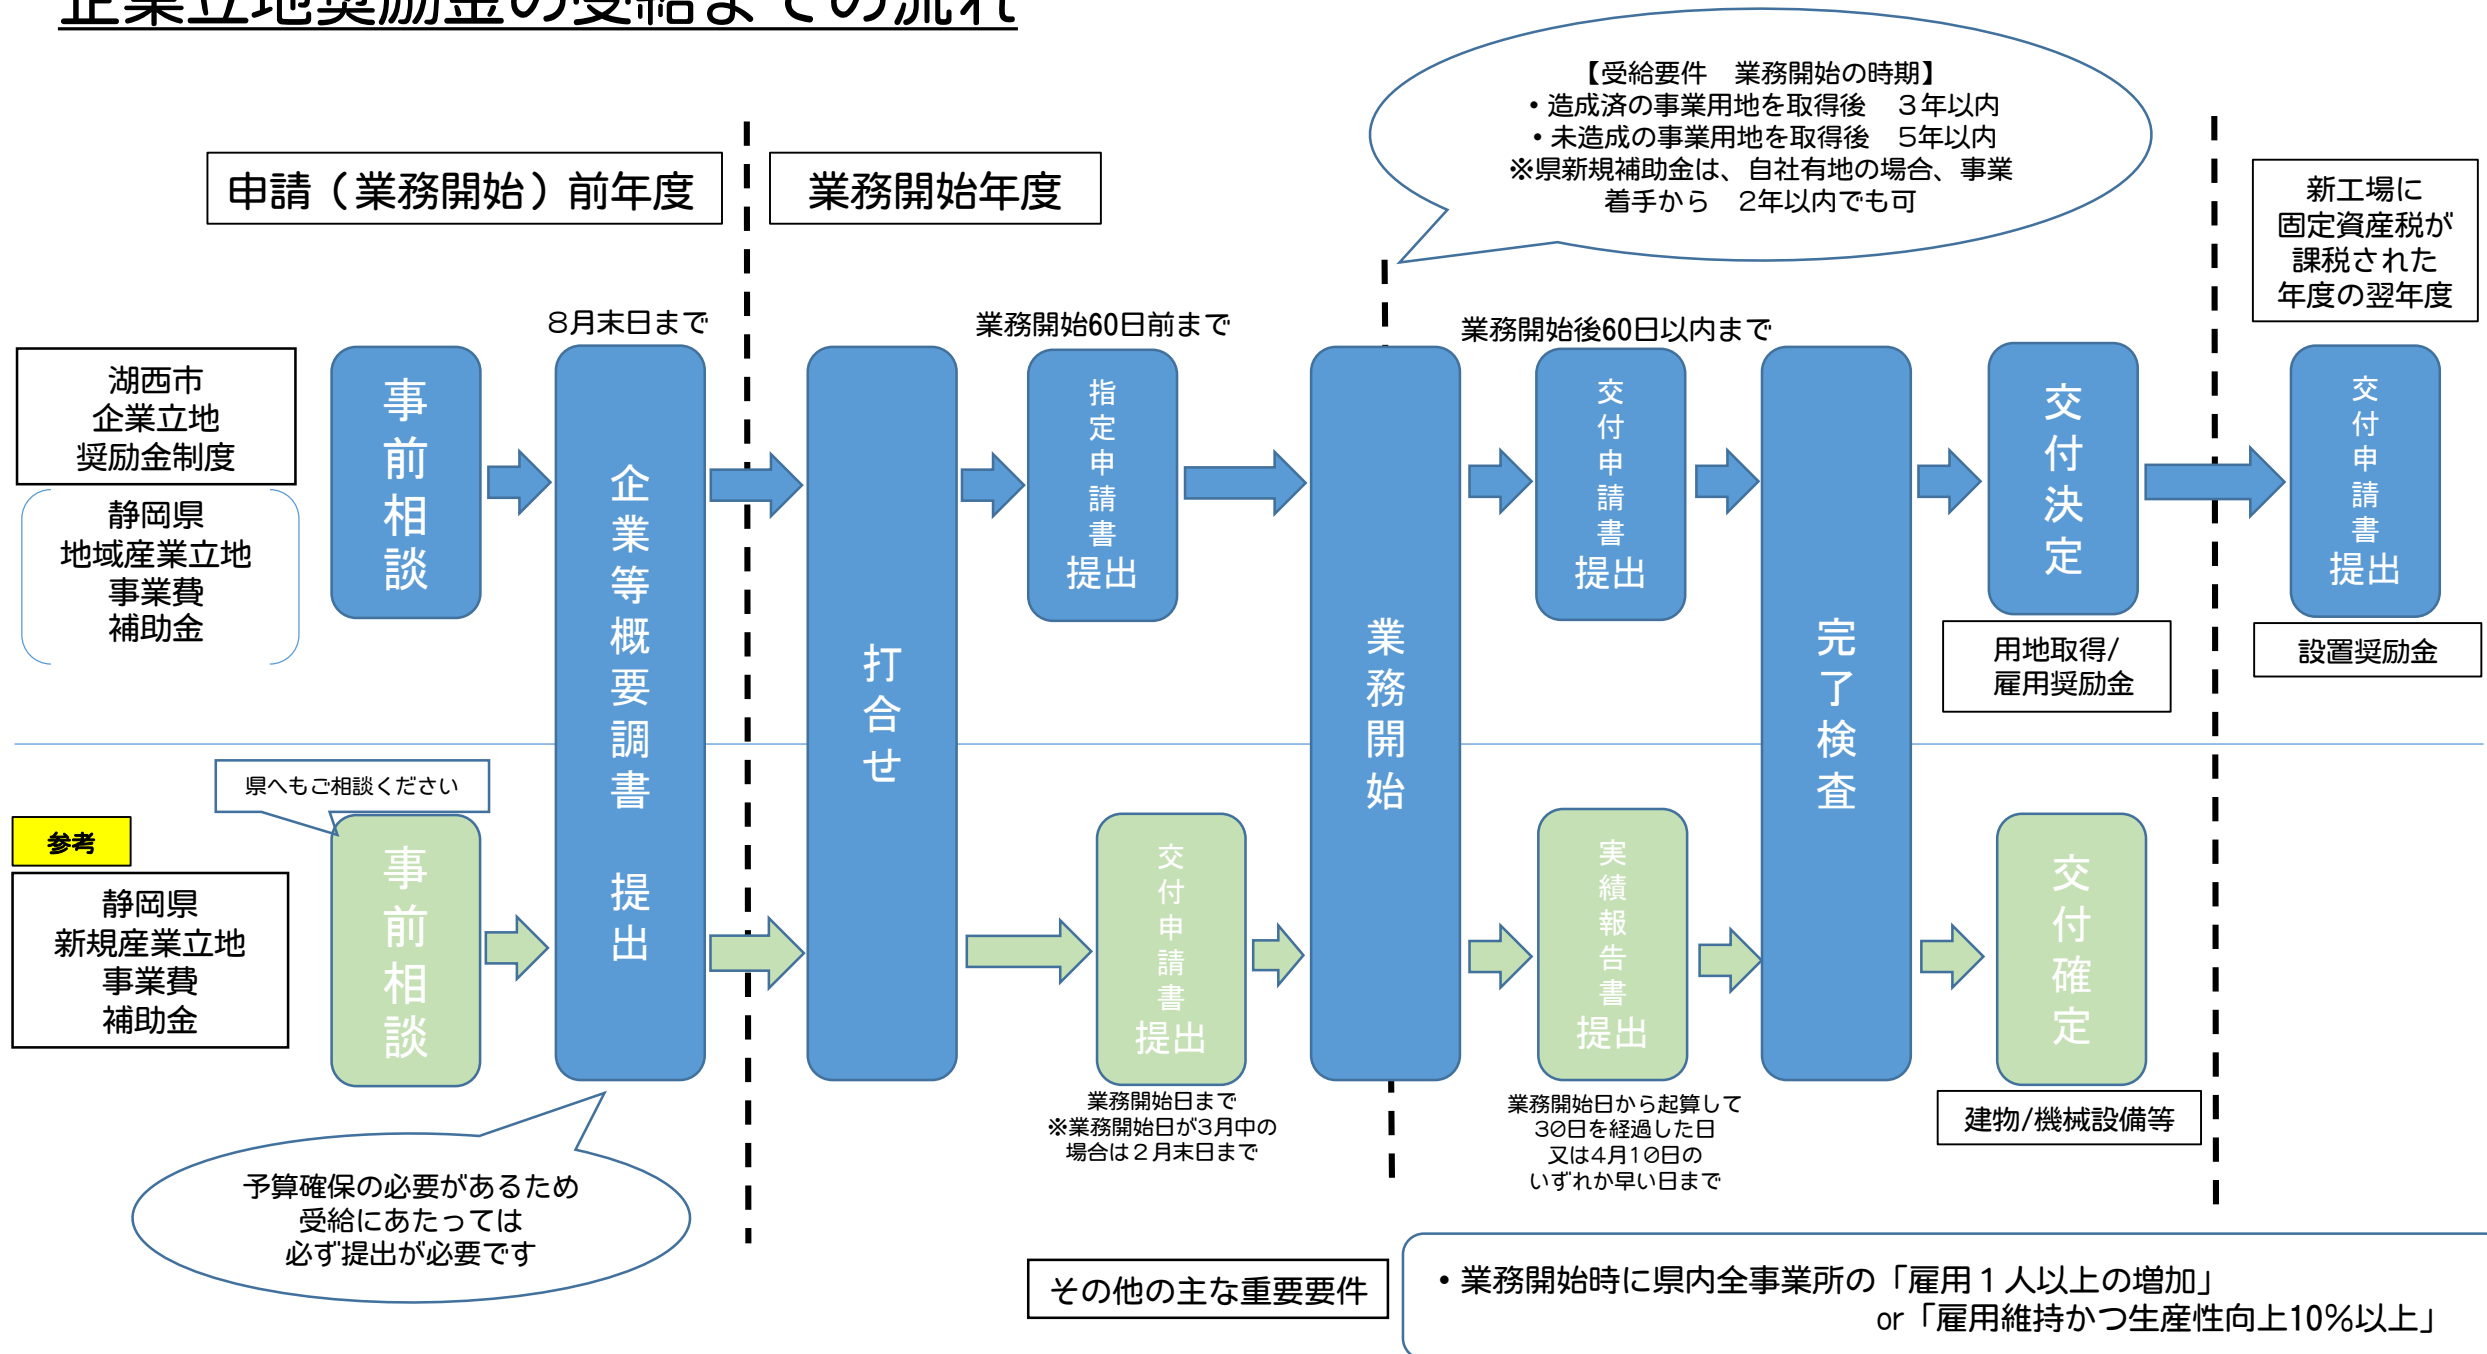 企業立地奨励金の受給までの流れ
【受給要件　業務開始の時期】
・造成済の事業用地を取得後　３年以内
・未造成の事業用地を取得後　５年以内
※県新規補助金は、自社有地の場合、事業
着手から　２年以内でも可
申請（業務開始）前年度
業務開始年度
新工場に
固定資産税が
課税された
年度の翌年度
８月末日まで
業務開始60日前まで
業務開始後60日以内まで
湖西市
企業立地
奨励金制度
静岡県
地域産業立地
事業費
補助金
事前相談
企業等概要調書　提出
打合せ
指定申請書
提出
業務開始
交付申請書
提出
完了検査
交付決定
交付申請書
提出
用地取得/
雇用奨励金
設置奨励金
県へもご相談ください
参考
静岡県
新規産業立地
事業費
補助金
事前相談
交付申請書
提出
実績報告書
提出
交付確定
業務開始日まで
※業務開始日が3月中の
場合は２月末日まで
業務開始日から起算して
30日を経過した日
又は4月10日の
いずれか早い日まで
建物/機械設備等
予算確保の必要があるため
受給にあたっては
必ず提出が必要です
その他の主な重要要件
・業務開始時に県内全事業所の「雇用１人以上の増加」
or「雇用維持かつ生産性向上10％以上」